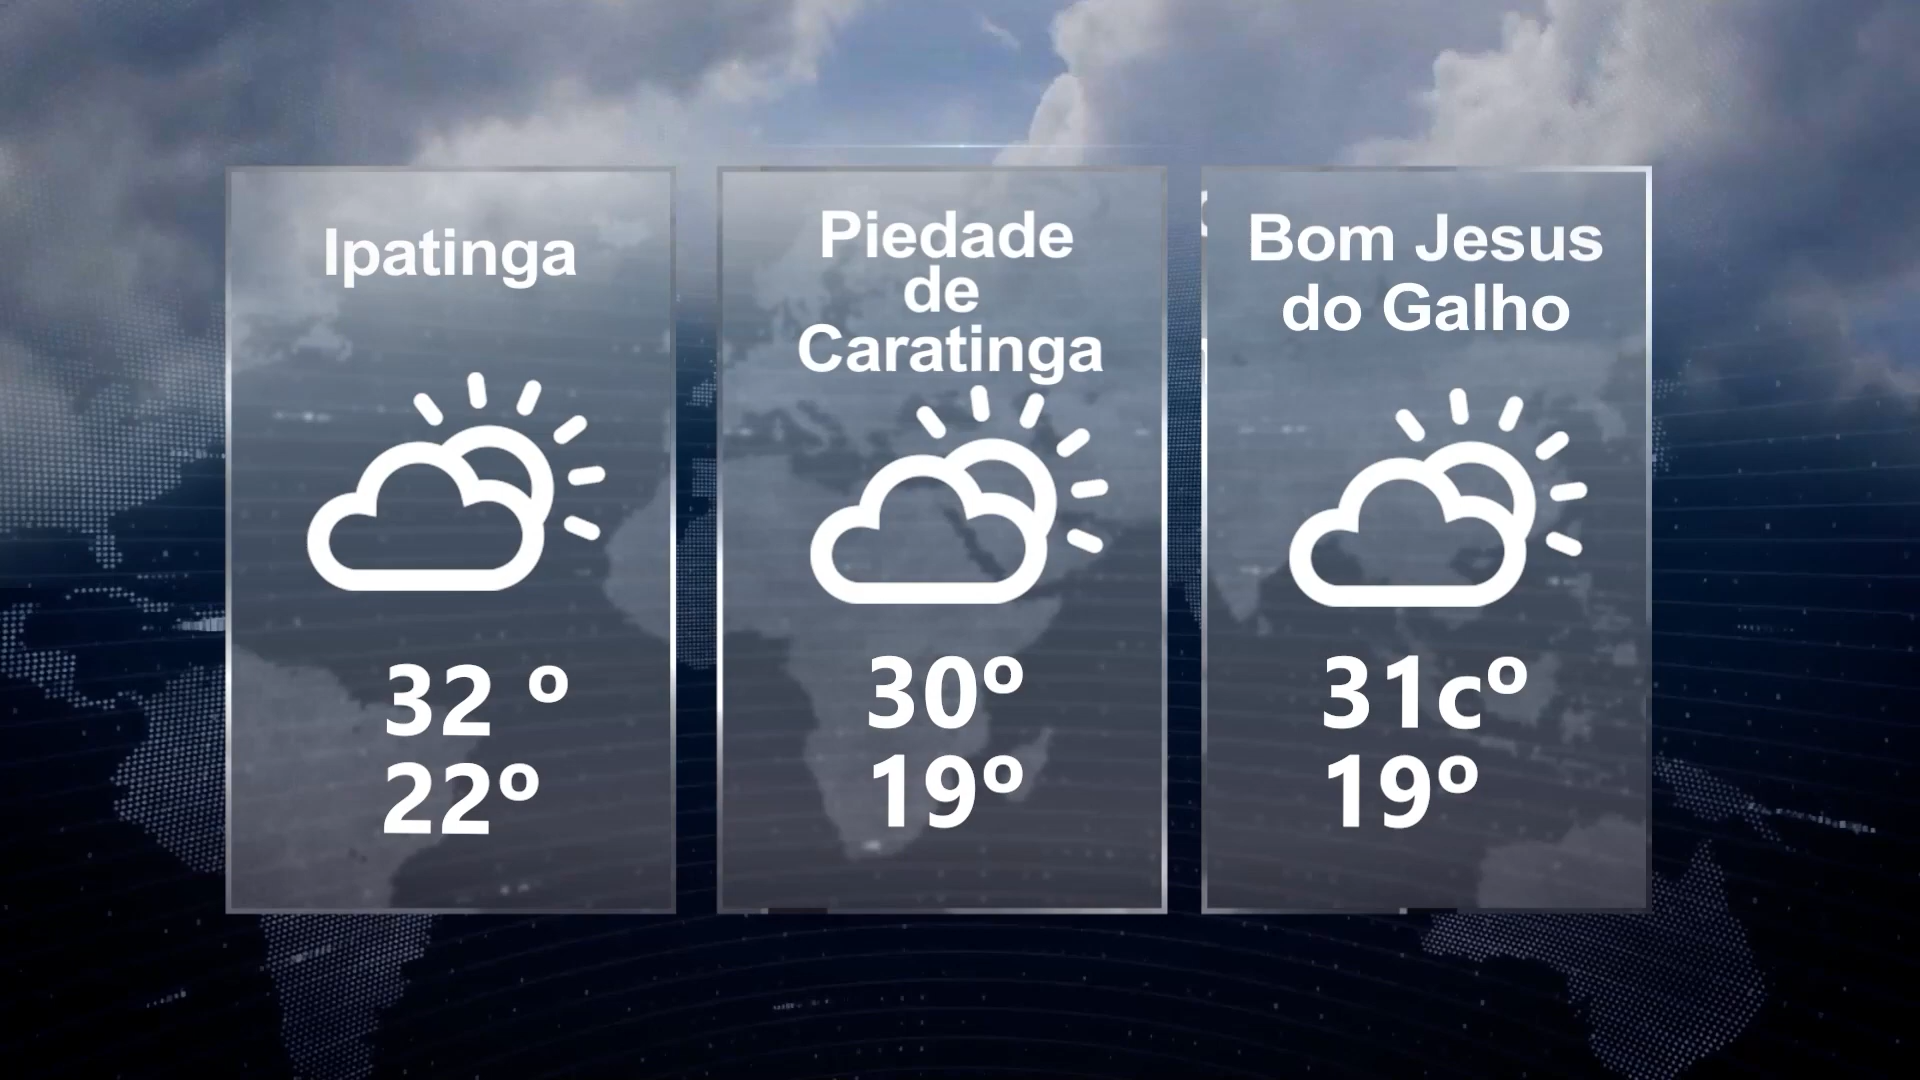 Ipatinga
32 º
22º
Piedade
de
Caratinga
30º
19º
Bom Jesus
do Galho
31cº
19º